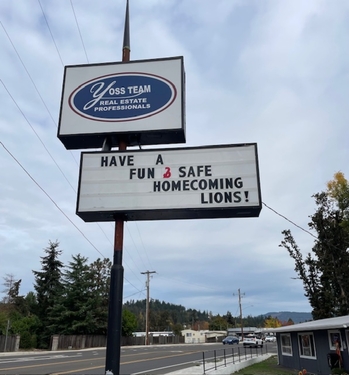 Yoss Team
REAL ESTATE
PROFESSIONALS
HAVE A
FUN & SAFE
HOMECOMING
LIONS!